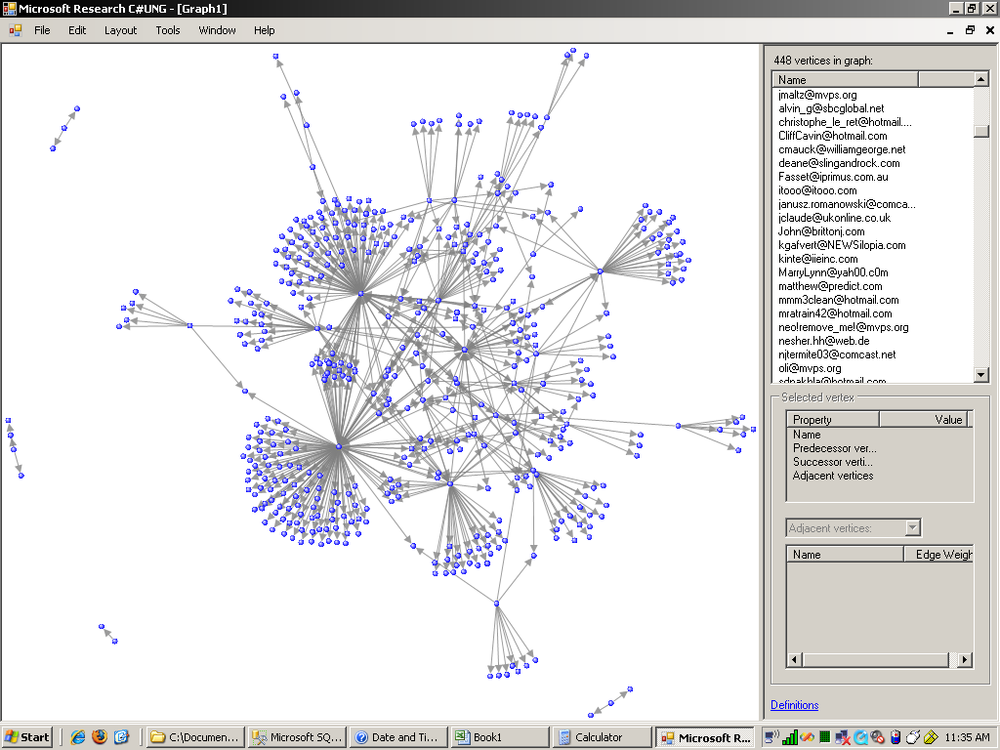 Microsoft Research C#UNG - [Graph1]
File Edit Layout Tools Window Help
448 vertices in graph:
Name
jmaltz@mvps.org
alvin_g@sbcglobal.net
christophe_le_ret@hotmail....
CliffCavin@hotmail.com
cmauck@williamgeorge.net
deane@slingandrock.com
Fasset@iprimus.com.au
itooo@itooo.com
janusz.romanowski@comca...
jclaude@ukonline.co.uk
John@brittonj.com
kgafvert@NEWSilopia.com
kinte@iieinc.com
MarryLynn@yah00.c0m
matthew@predict.com
mmm3clean@hotmail.com
mratrain42@hotmail.com
neo!remove_me!@mvps.org
nesher.hh@web.de
njtermite03@comcast.net
oli@mvps.org
Selected vertex
Property Value
Name
Predecessor ver...
Successor verti...
Adjacent vertices
Adjacent vertices:
Name Edge Weigh
Definitions
Start C:\Documen... Microsoft SQ... Date and Ti... Book1 Calculator Microsoft R... 11:35 AM